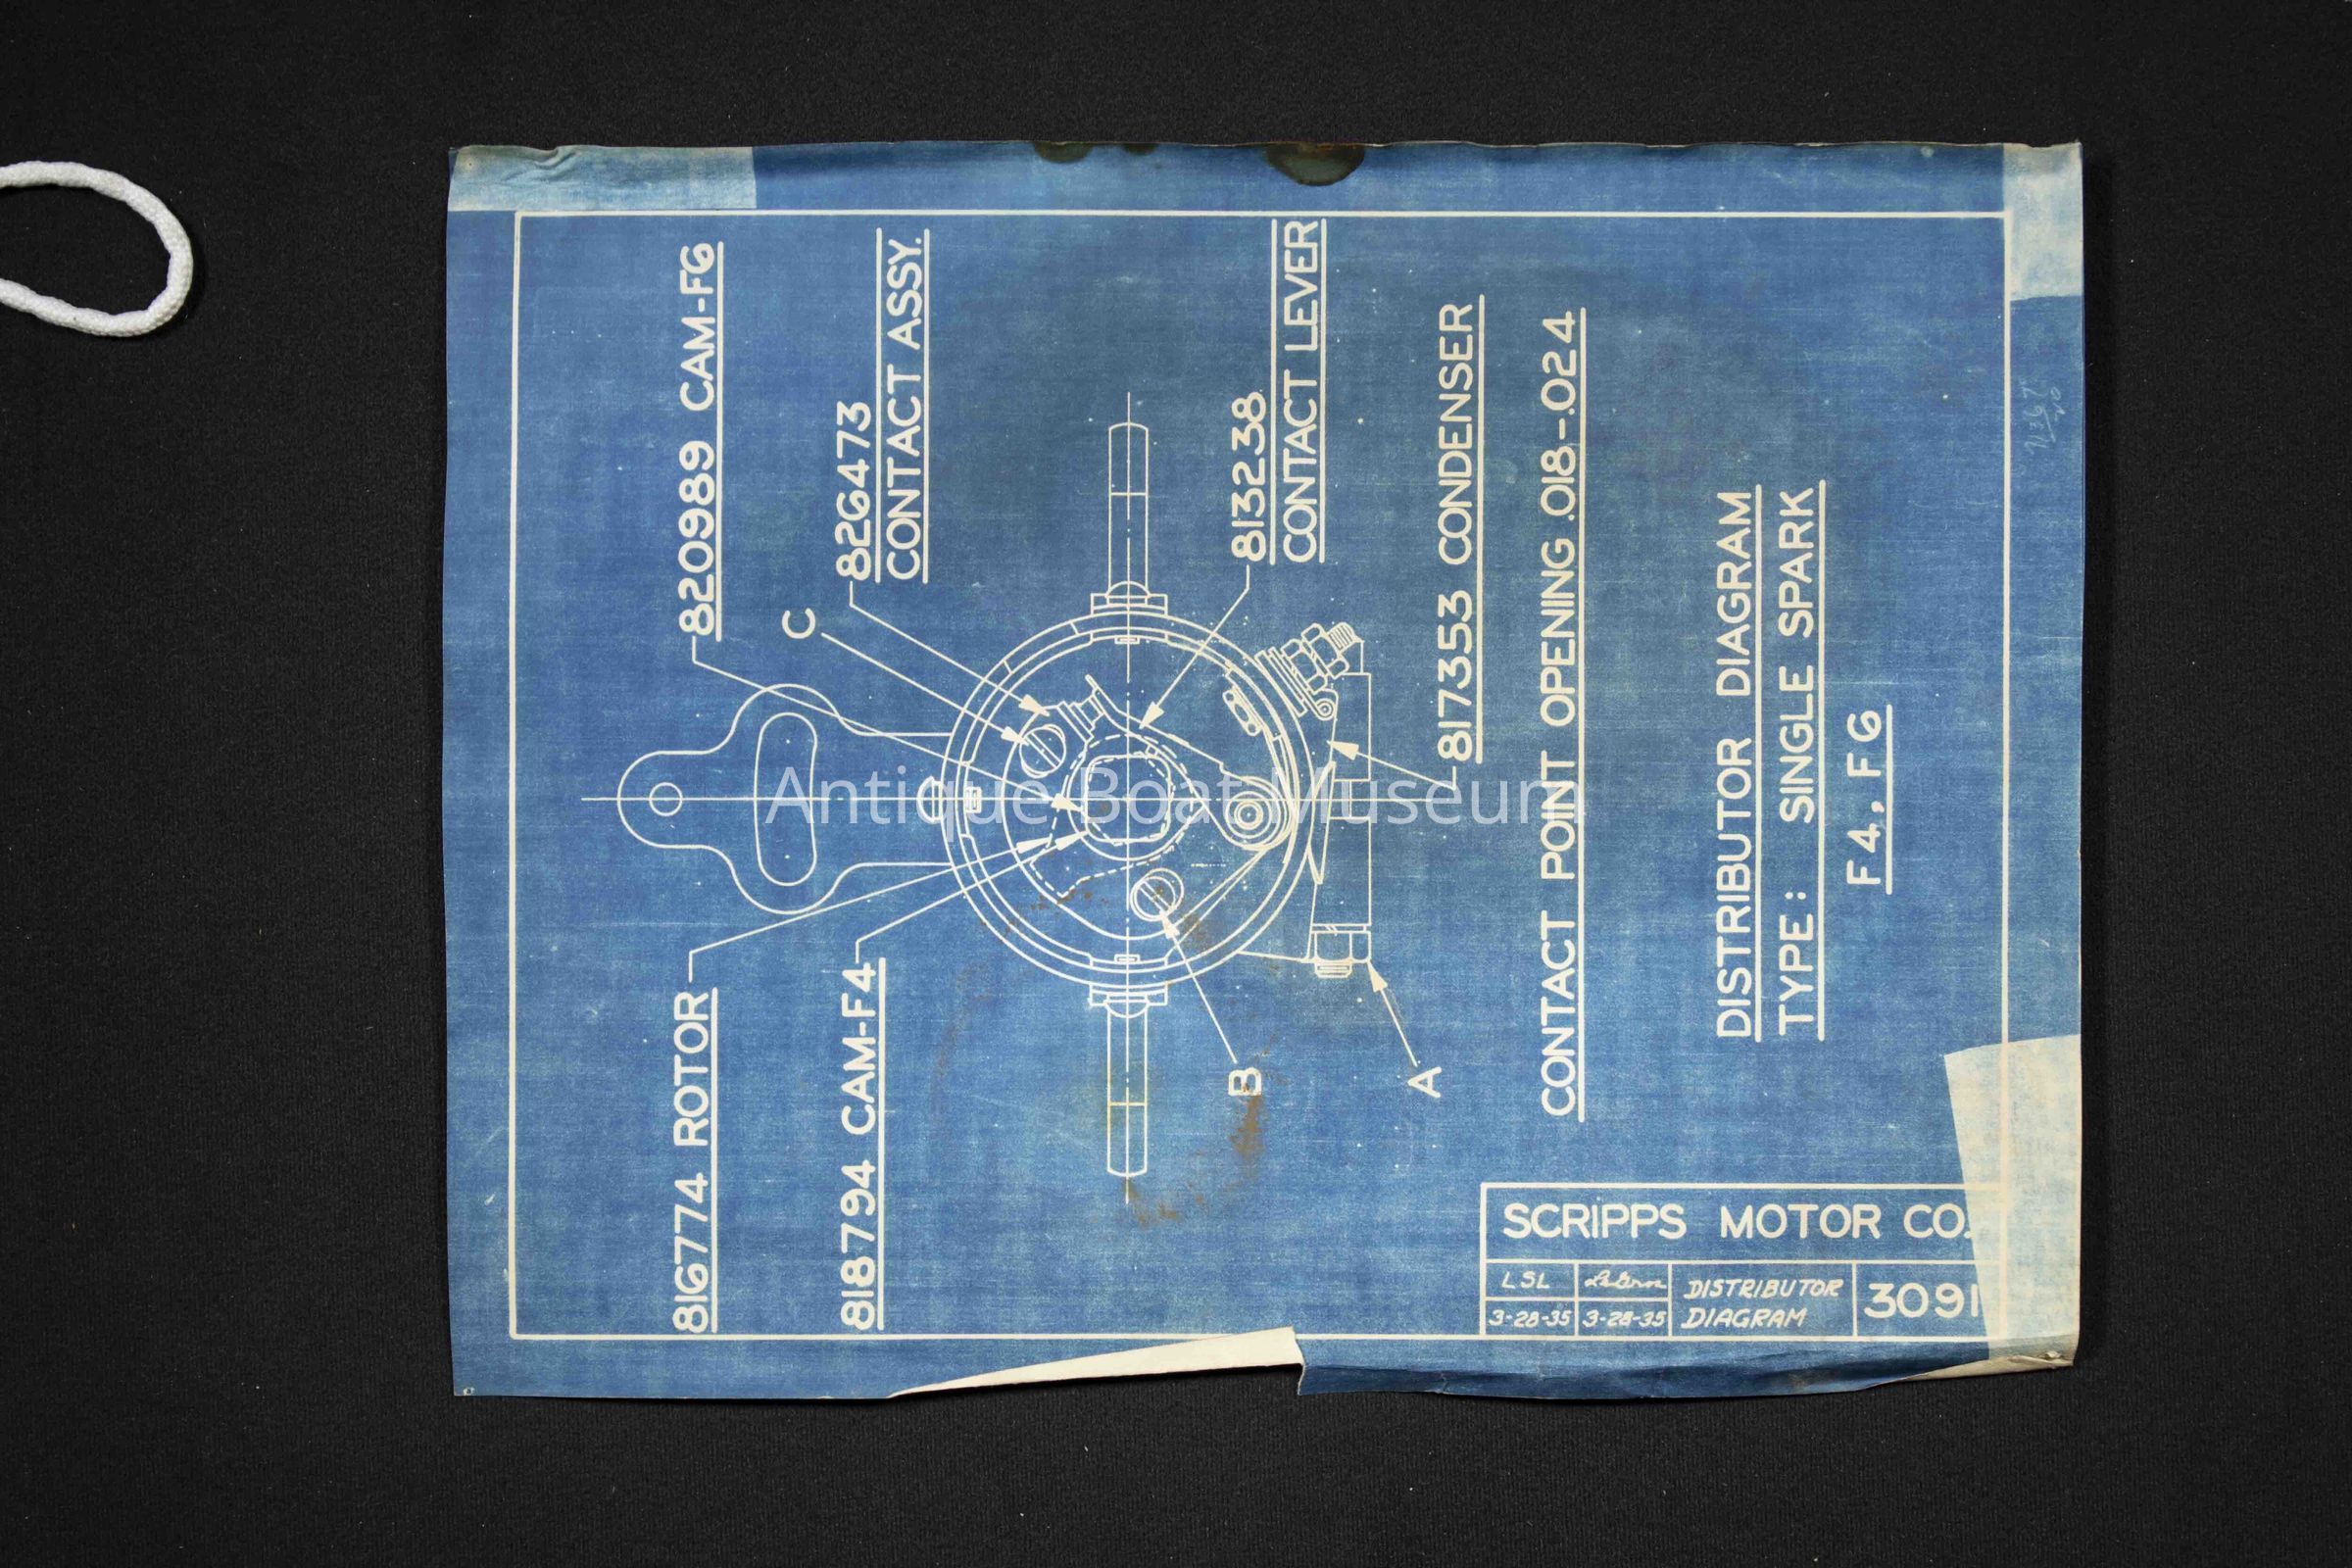 816774 ROTOR
820989 CAM-F6
C
818794 CAM-F4
826473
CONTACT ASSY.
B
813238
CONTACT LEVER
A
817353 CONDENSER
CONTACT POINT OPENING .018-.024
DISTRIBUTOR DIAGRAM
TYPE: SINGLE SPARK
F4, F6
SCRIPPS MOTOR CO.
LSL
3-28-35
3-28-35
DISTRIBUTOR
DIAGRAM
3091
Antique Boat Museum